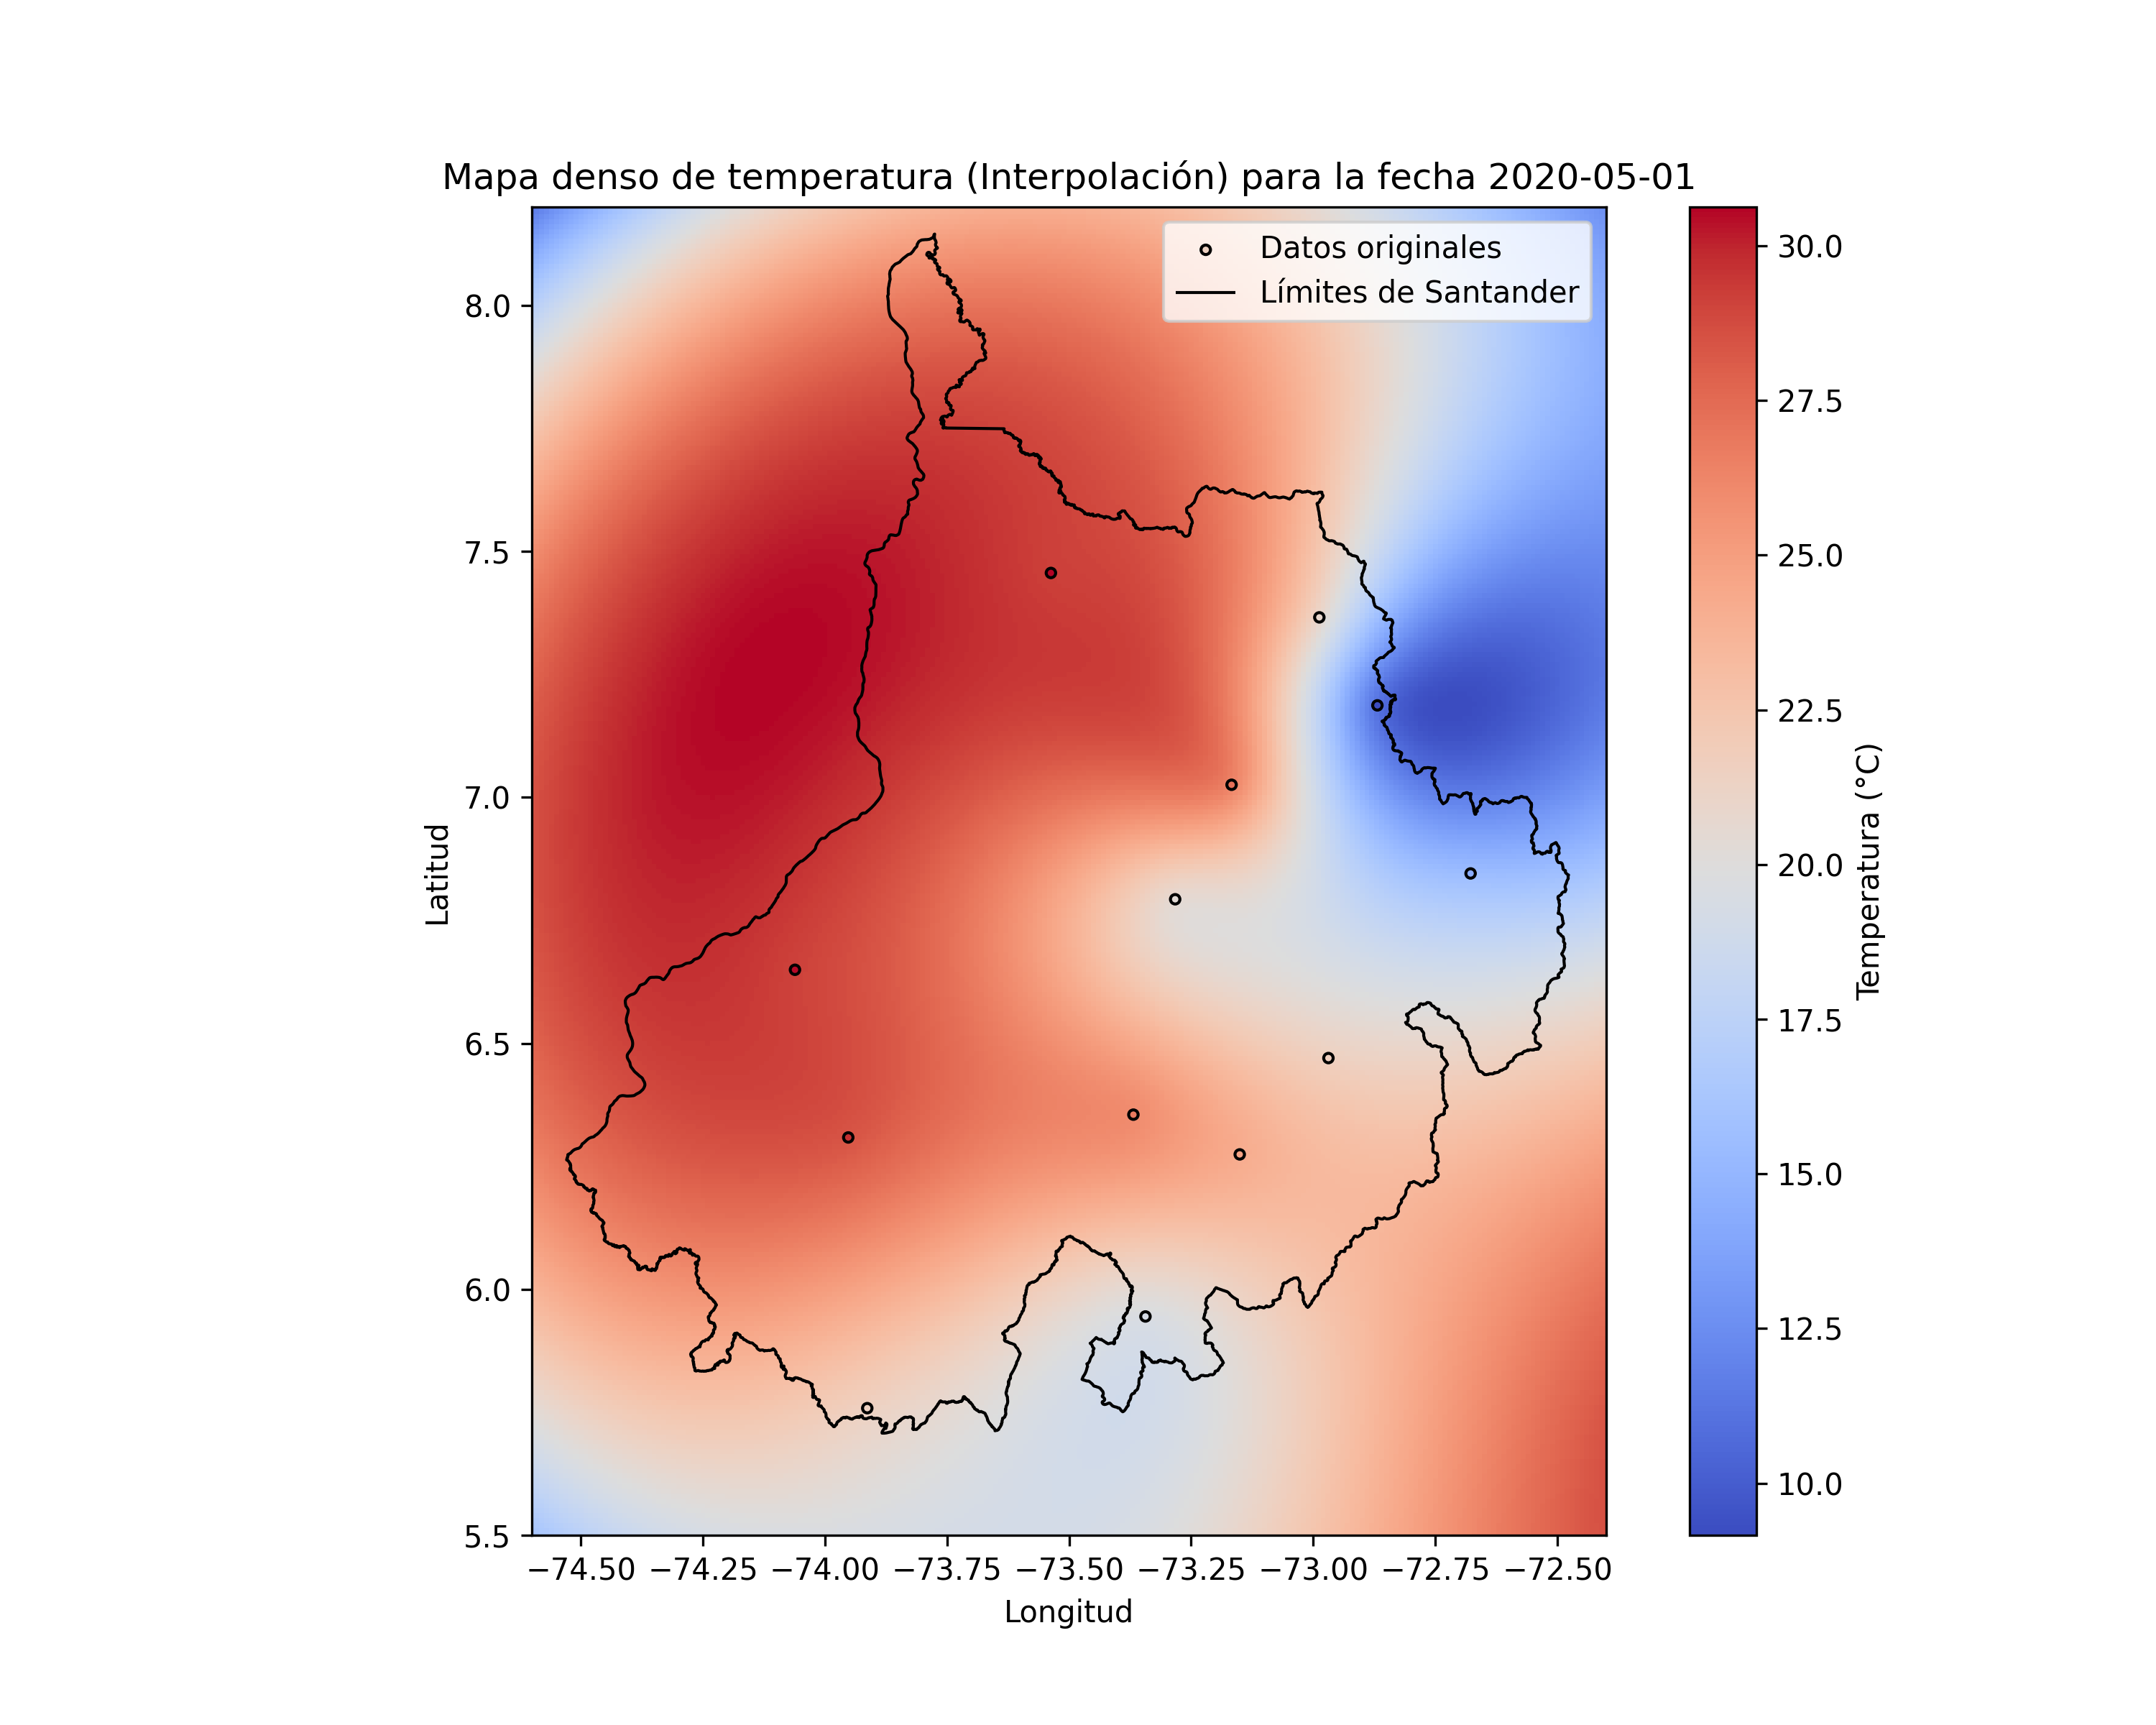 Mapa denso de temperatura (Interpolación) para la fecha 2020-05-01
Datos originales
Límites de Santander
8.0
7.5
7.0
6.5
6.0
5.5
Latitud
−74.50 −74.25 −74.00 −73.75 −73.50 −73.25 −73.00 −72.75 −72.50
Longitud
30.0
27.5
25.0
22.5
20.0
17.5
15.0
12.5
10.0
Temperatura (°C)